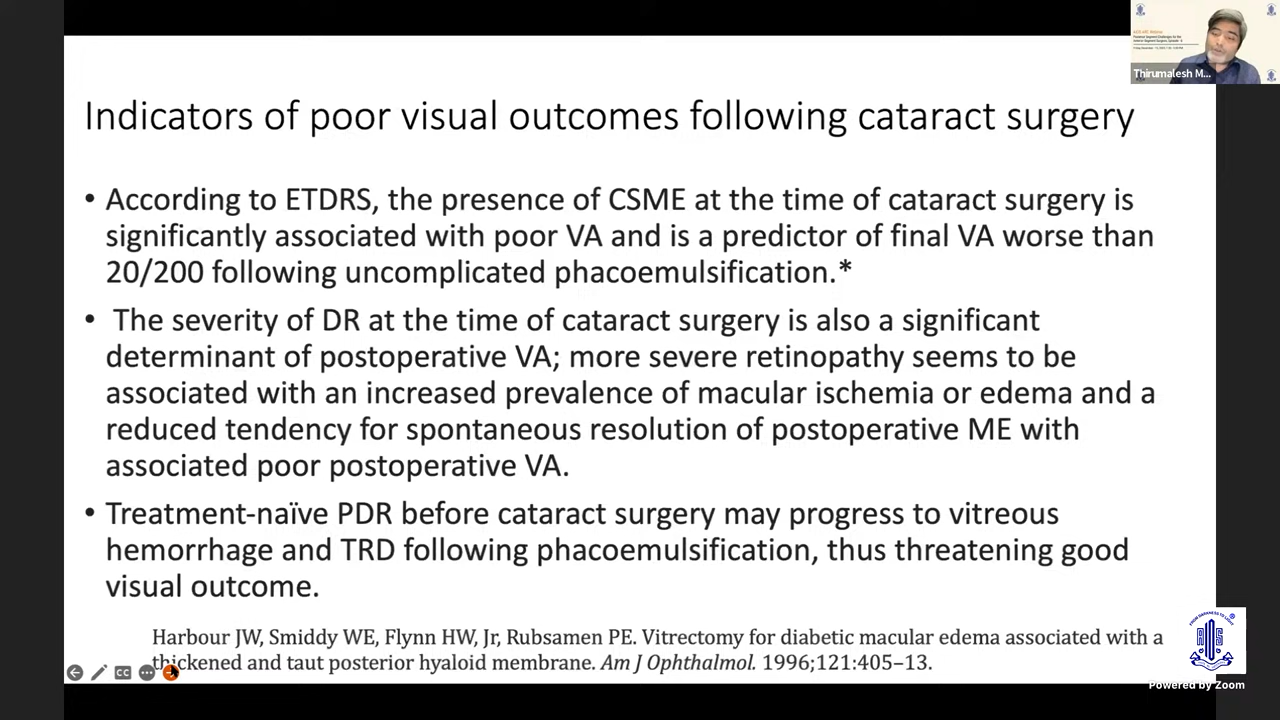 Indicators of poor visual outcomes following cataract surgery
• According to ETDRS, the presence of CSME at the time of cataract surgery is
significantly associated with poor VA and is a predictor of final VA worse than
20/200 following uncomplicated phacoemulsification.*
• The severity of DR at the time of cataract surgery is also a significant
determinant of postoperative VA; more severe retinopathy seems to be
associated with an increased prevalence of macular ischemia or edema and a
reduced tendency for spontaneous resolution of postoperative ME with
associated poor postoperative VA.
• Treatment-naïve PDR before cataract surgery may progress to vitreous
hemorrhage and TRD following phacoemulsification, thus threatening good
visual outcome.
Harbour JW, Smiddy WE, Flynn HW, Jr, Rubsamen PE. Vitrectomy for diabetic macular edema associated with a
thickened and taut posterior hyaloid membrane. Am J Ophthalmol. 1996;121:405–13.
Thirumalesh M...
CC
Powered by Zoom